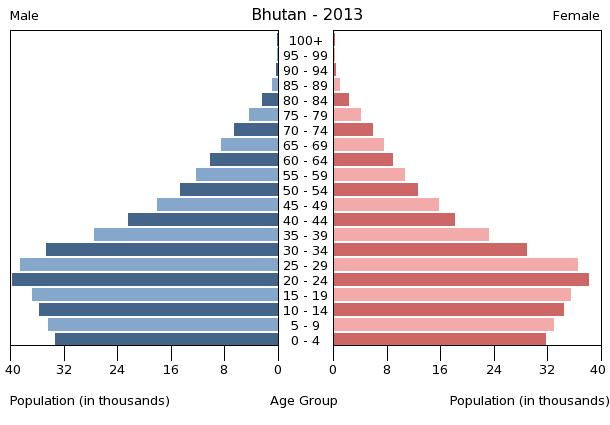 Male Bhutan - 2013 Female
100+
95 - 99
90 - 94
85 - 89
80 - 84
75 - 79
70 - 74
65 - 69
60 - 64
55 - 59
50 - 54
45 - 49
40 - 44
35 - 39
30 - 34
25 - 29
20 - 24
15 - 19
10 - 14
5 - 9
0 - 4
40 32 24 16 8 0 0 8 16 24 32 40
Population (in thousands) Age Group Population (in thousands)